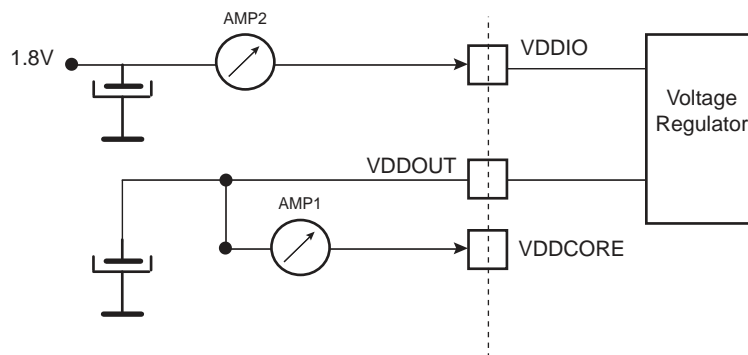 AMP2
1.8V
VDDIO
Voltage
Regulator
VDDOUT
AMP1
VDDCORE